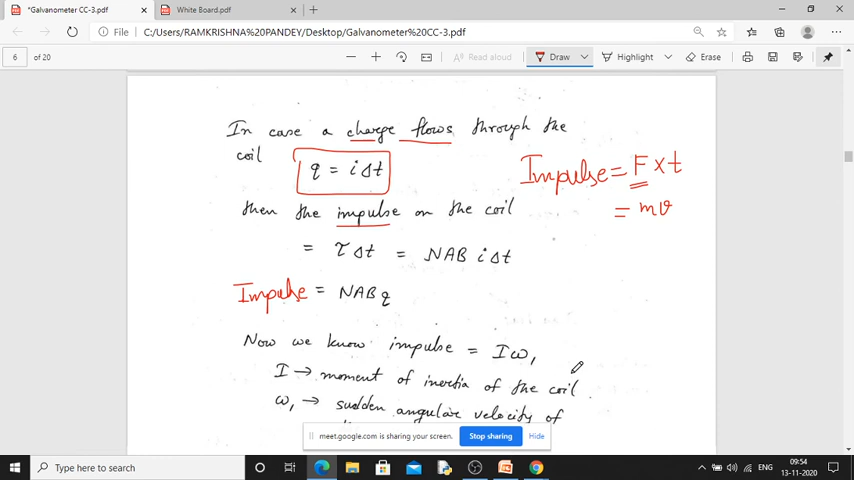 *Galvanometer CC-3.pdf
White Board.pdf
File C:/Users/RAMKRISHNA%20PANDEY/Desktop/Galvanometer%20CC-3.pdf
6 of 20
Read aloud
Draw
Highlight
Erase
In case a charge flows through the
coil
q = iΔt
Impulse = F x t
= mv
then the impulse on the coil
= τΔt = NAB iΔt
Impulse = NABq
Now we know impulse = Iω₁
I → moment of inertia of the coil
ω₁ → sudden angular velocity of
meet.google.com is sharing your screen.
Stop sharing
Hide
Type here to search
ENG
09:54
13-11-2020